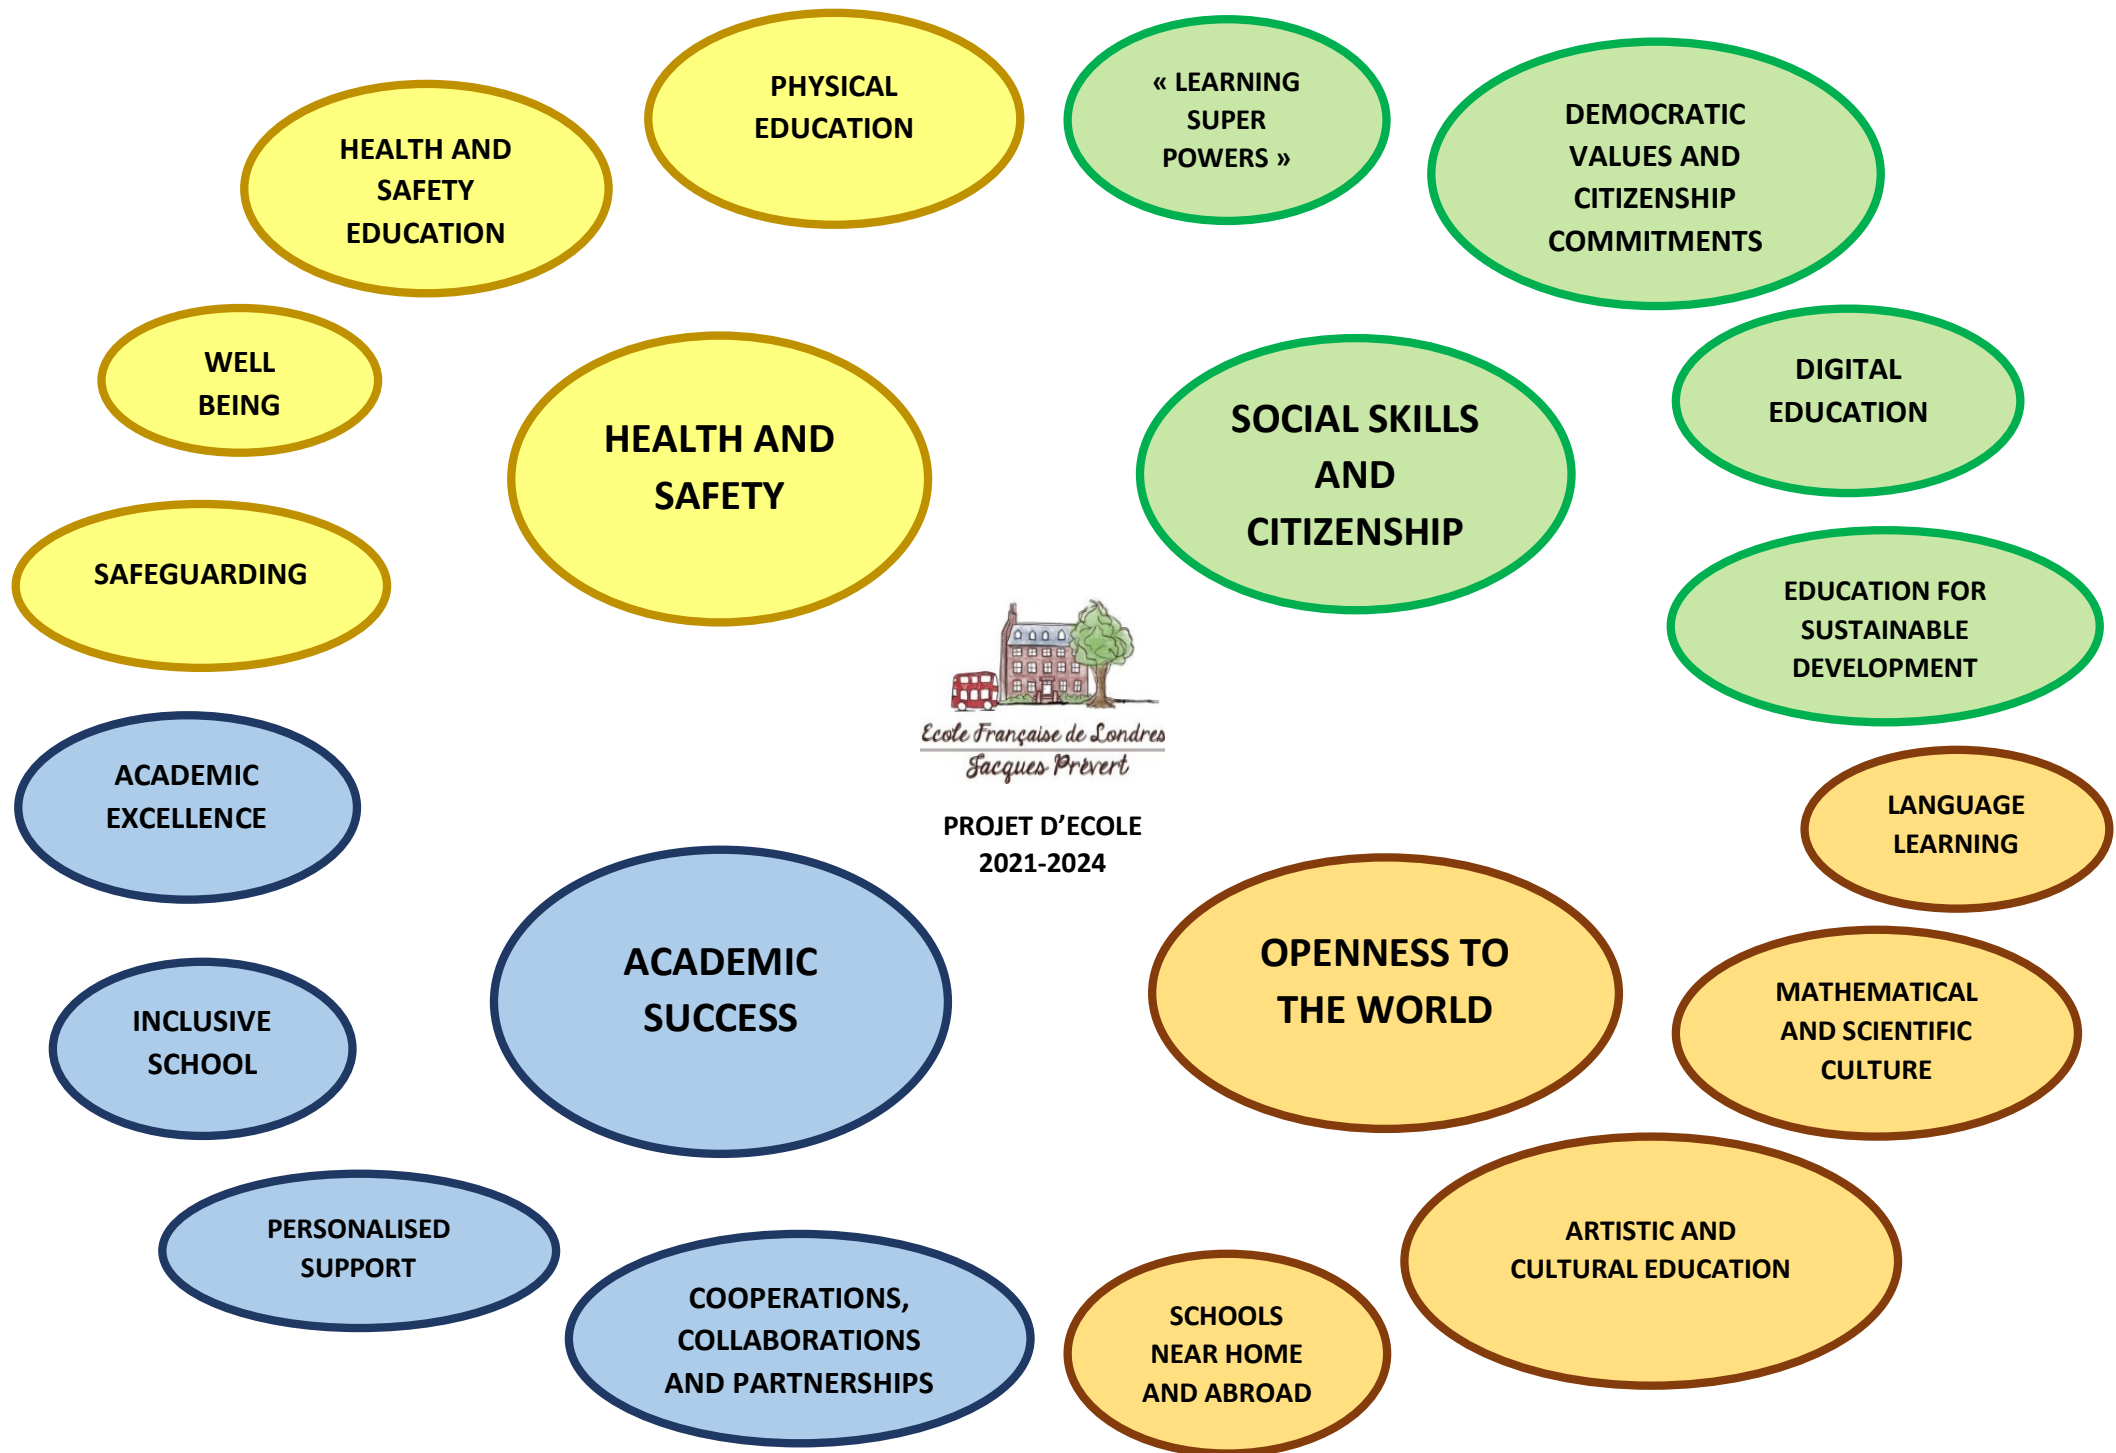 PHYSICAL
EDUCATION
« LEARNING
SUPER
POWERS »
DEMOCRATIC
VALUES AND
CITIZENSHIP
COMMITMENTS
HEALTH AND
SAFETY
EDUCATION
WELL
BEING
DIGITAL
EDUCATION
HEALTH AND
SAFETY
SOCIAL SKILLS
AND
CITIZENSHIP
SAFEGUARDING
EDUCATION FOR
SUSTAINABLE
DEVELOPMENT
Ecole Française de Londres
Jacques Prévert
PROJET D’ECOLE
2021-2024
ACADEMIC
EXCELLENCE
LANGUAGE
LEARNING
ACADEMIC
SUCCESS
OPENNESS TO
THE WORLD
INCLUSIVE
SCHOOL
MATHEMATICAL
AND SCIENTIFIC
CULTURE
PERSONALISED
SUPPORT
ARTISTIC AND
CULTURAL EDUCATION
COOPERATIONS,
COLLABORATIONS
AND PARTNERSHIPS
SCHOOLS
NEAR HOME
AND ABROAD